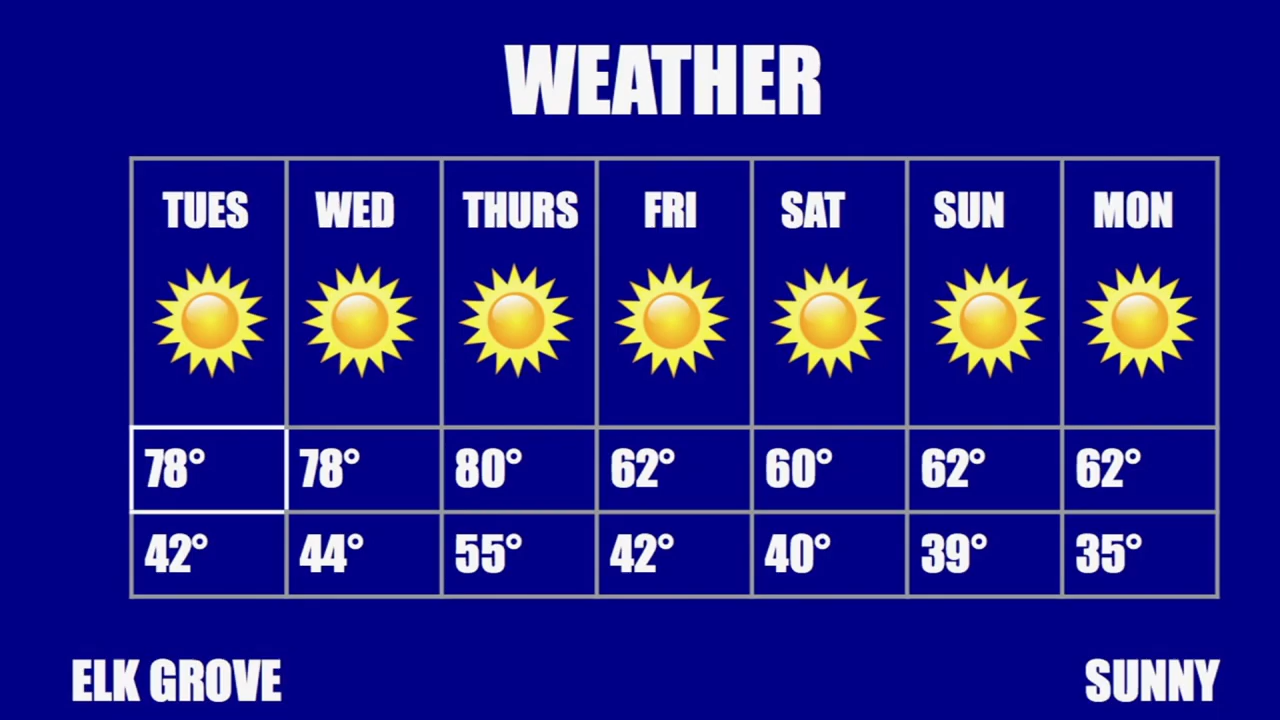 WEATHER
TUES WED THURS FRI SAT SUN MON
78° 78° 80° 62° 60° 62° 62°
42° 44° 55° 42° 40° 39° 35°
ELK GROVE SUNNY